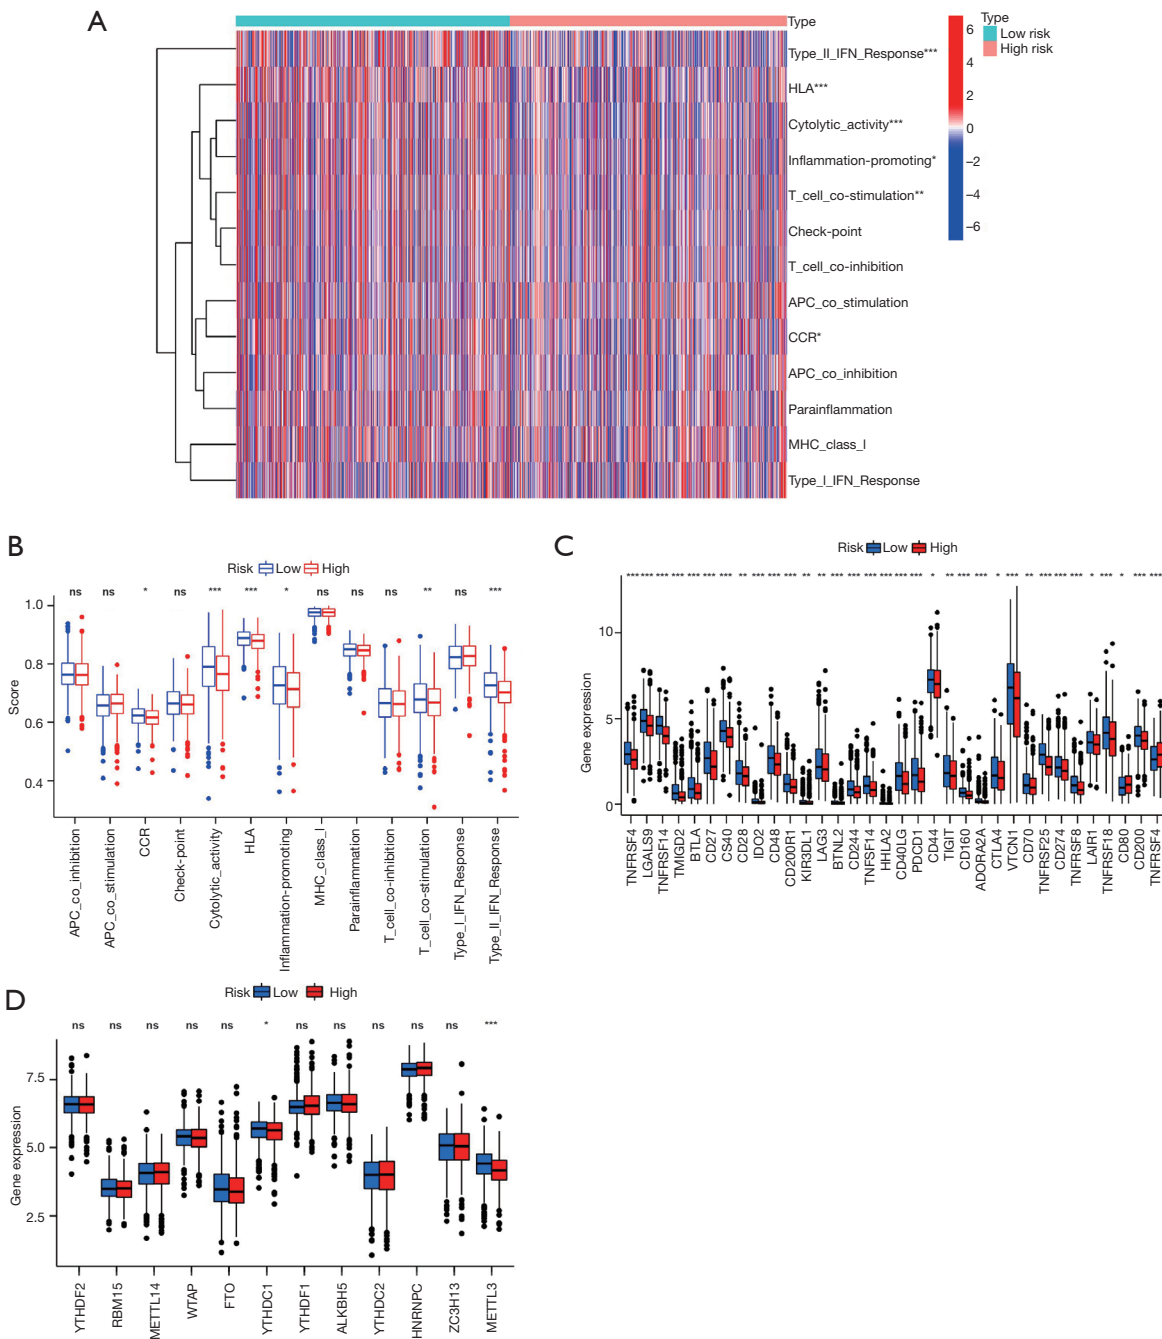 A
Type
Type_II_IFN_Response***
HLA***
Cytolytic_activity***
Inflammation-promoting*
T_cell_co-stimulation**
Check-point
T_cell_co-inhibition
APC_co_stimulation
CCR*
APC_co_inhibition
Parainflammation
MHC_class_I
Type_I_IFN_Response
6
4
2
0
−2
−4
−6
Type
Low risk
High risk
B
Risk Low High
ns ns * ns *** *** * ns ns ns ** ns ***
Score
1.0
0.8
0.6
0.4
APC_co_inhibition
APC_co_stimulation
CCR
Check-point
Cytolytic_activity
HLA
Inflammation-promoting
MHC_class_I
Parainflammation
T_cell_co-inhibition
T_cell_co-stimulation
Type_I_IFN_Response
Type_II_IFN_Response
C
Risk Low High
*** *** *** *** *** *** *** ** *** *** *** ** ** *** *** *** *** *** * ** *** *** * *** ** *** *** *** * *** * *** ***
Gene expression
10
5
0
TNFRSF4
LGALS9
TNFRSF14
TMIGD2
BTLA
CD27
CS40
CD28
IDO2
CD48
CD200R1
KIR3DL1
LAG3
BTNL2
CD244
TNFSF14
HHLA2
CD40LG
PDCD1
CD44
TIGIT
CD160
ADORA2A
CTLA4
VTCN1
CD70
TNFRSF25
CD274
TNFRSF8
LAIR1
TNFRSF18
CD80
CD200
TNFRSF4
D
Risk Low High
ns ns ns ns ns * ns ns ns ns ns ***
Gene expression
7.5
5.0
2.5
YTHDF2
RBM15
METTL14
WTAP
FTO
YTHDC1
YTHDF1
ALKBH5
YTHDC2
HNRNPC
ZC3H13
METTL3